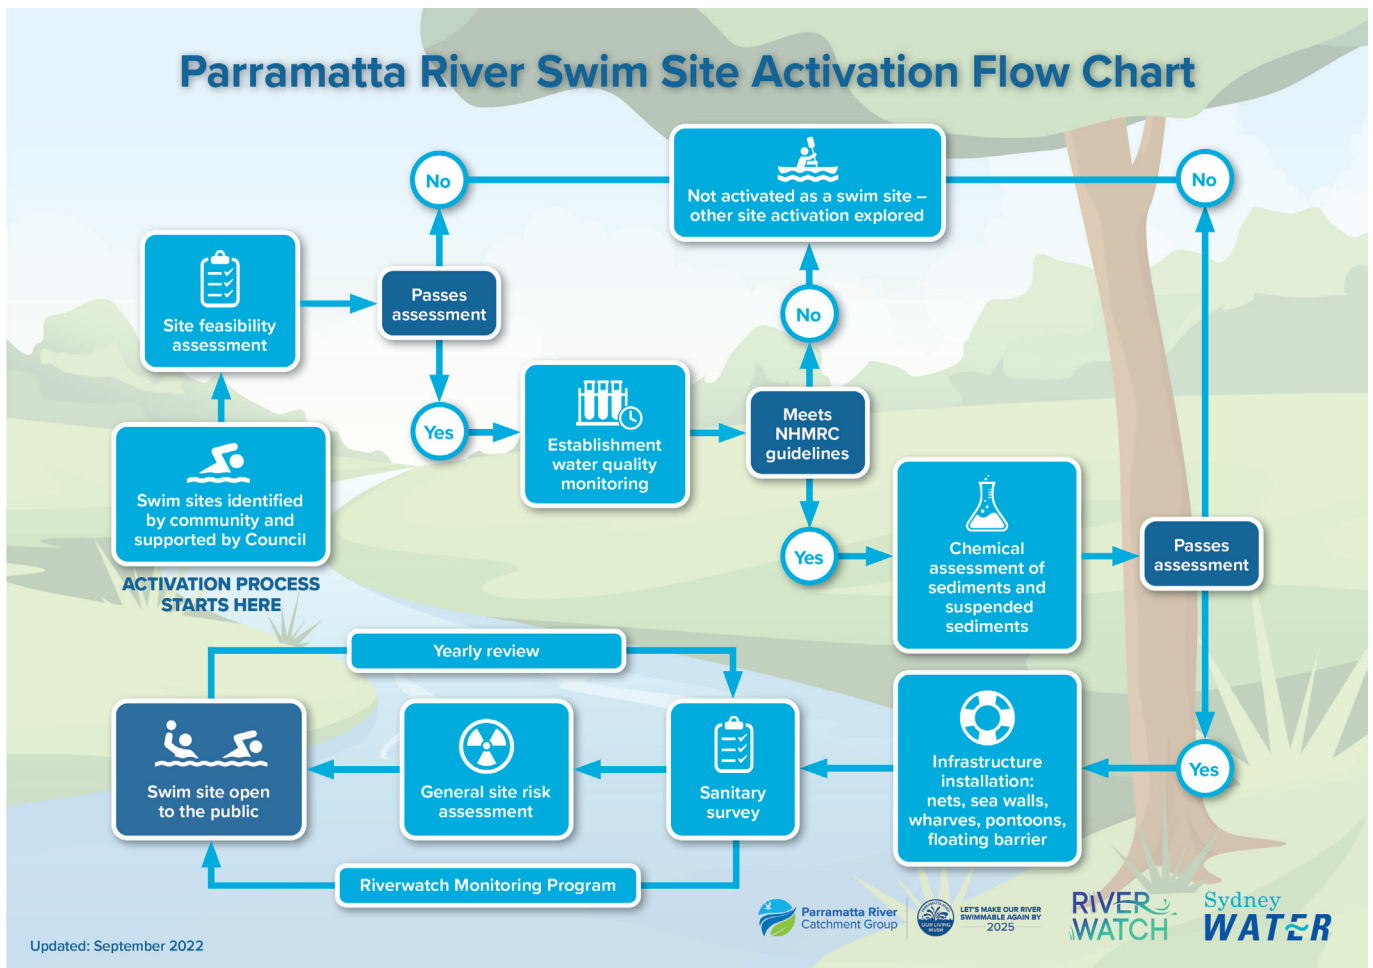 Parramatta River Swim Site Activation Flow Chart
No
Not activated as a swim site –
other site activation explored
No
Site feasibility
assessment
Passes
assessment
No
Yes
Establishment
water quality
monitoring
Meets
NHMRC
guidelines
Swim sites identified
by community and
supported by Council
ACTIVATION PROCESS
STARTS HERE
Yes
Chemical
assessment of
sediments and
suspended
sediments
Passes
assessment
Yearly review
Swim site open
to the public
General site risk
assessment
Sanitary
survey
Infrastructure
installation:
nets, sea walls,
wharves, pontoons,
floating barrier
Yes
Riverwatch Monitoring Program
Parramatta River
Catchment Group
PARRAMATTA RIVER
OUR LIVING
RIVER
LET'S MAKE OUR RIVER
SWIMMABLE AGAIN BY
2025
RIVER
WATCH
Sydney
WATER
Updated: September 2022